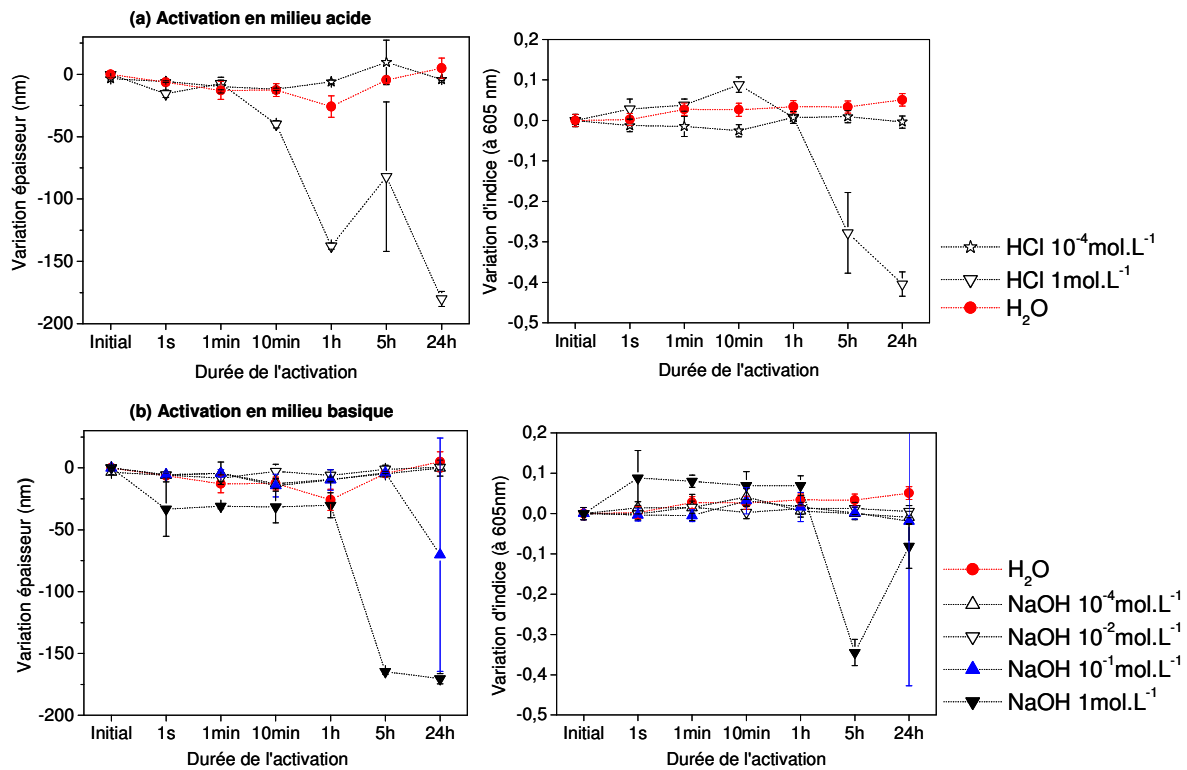 (a) Activation en milieu acide
Variation épaisseur (nm)
0
-50
-100
-150
-200
Initial 1s 1min 10min 1h 5h 24h
Durée de l'activation
Variation d'indice (à 605 nm)
0,2
0,1
0,0
-0,1
-0,2
-0,3
-0,4
-0,5
Initial 1s 1min 10min 1h 5h 24h
Durée de l'activation
HCl 10⁻⁴mol.L⁻¹
HCl 1mol.L⁻¹
H₂O
(b) Activation en milieu basique
Variation épaisseur (nm)
0
-50
-100
-150
-200
Initial 1s 1min 10min 1h 5h 24h
Durée de l'activation
Variation d'indice (à 605nm)
0,2
0,1
0,0
-0,1
-0,2
-0,3
-0,4
-0,5
Initial 1s 1min 10min 1h 5h 24h
Durée de l'activation
H₂O
NaOH 10⁻⁴mol.L⁻¹
NaOH 10⁻²mol.L⁻¹
NaOH 10⁻¹mol.L⁻¹
NaOH 1mol.L⁻¹